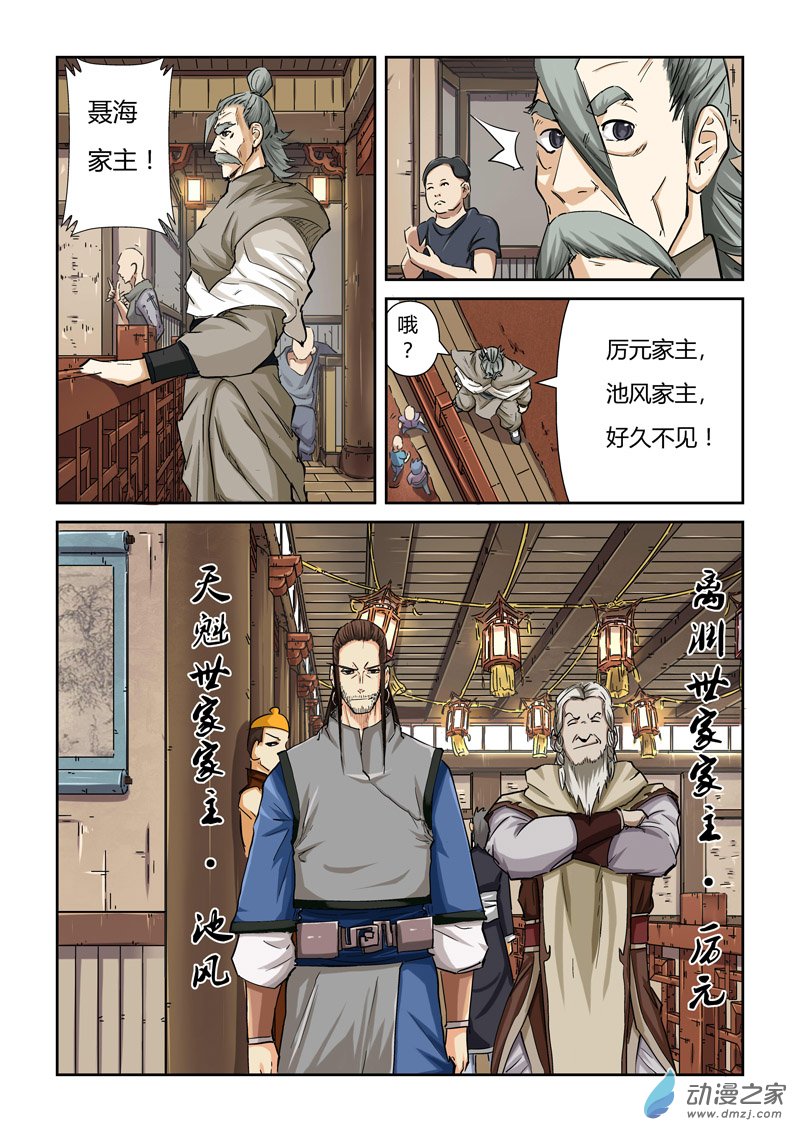 聂海
家主！
哦？
厉元家主，
池风家主，
好久不见！
天魁世家家主·池风
离渊世家家主·厉元
动漫之家
www.dmzj.com